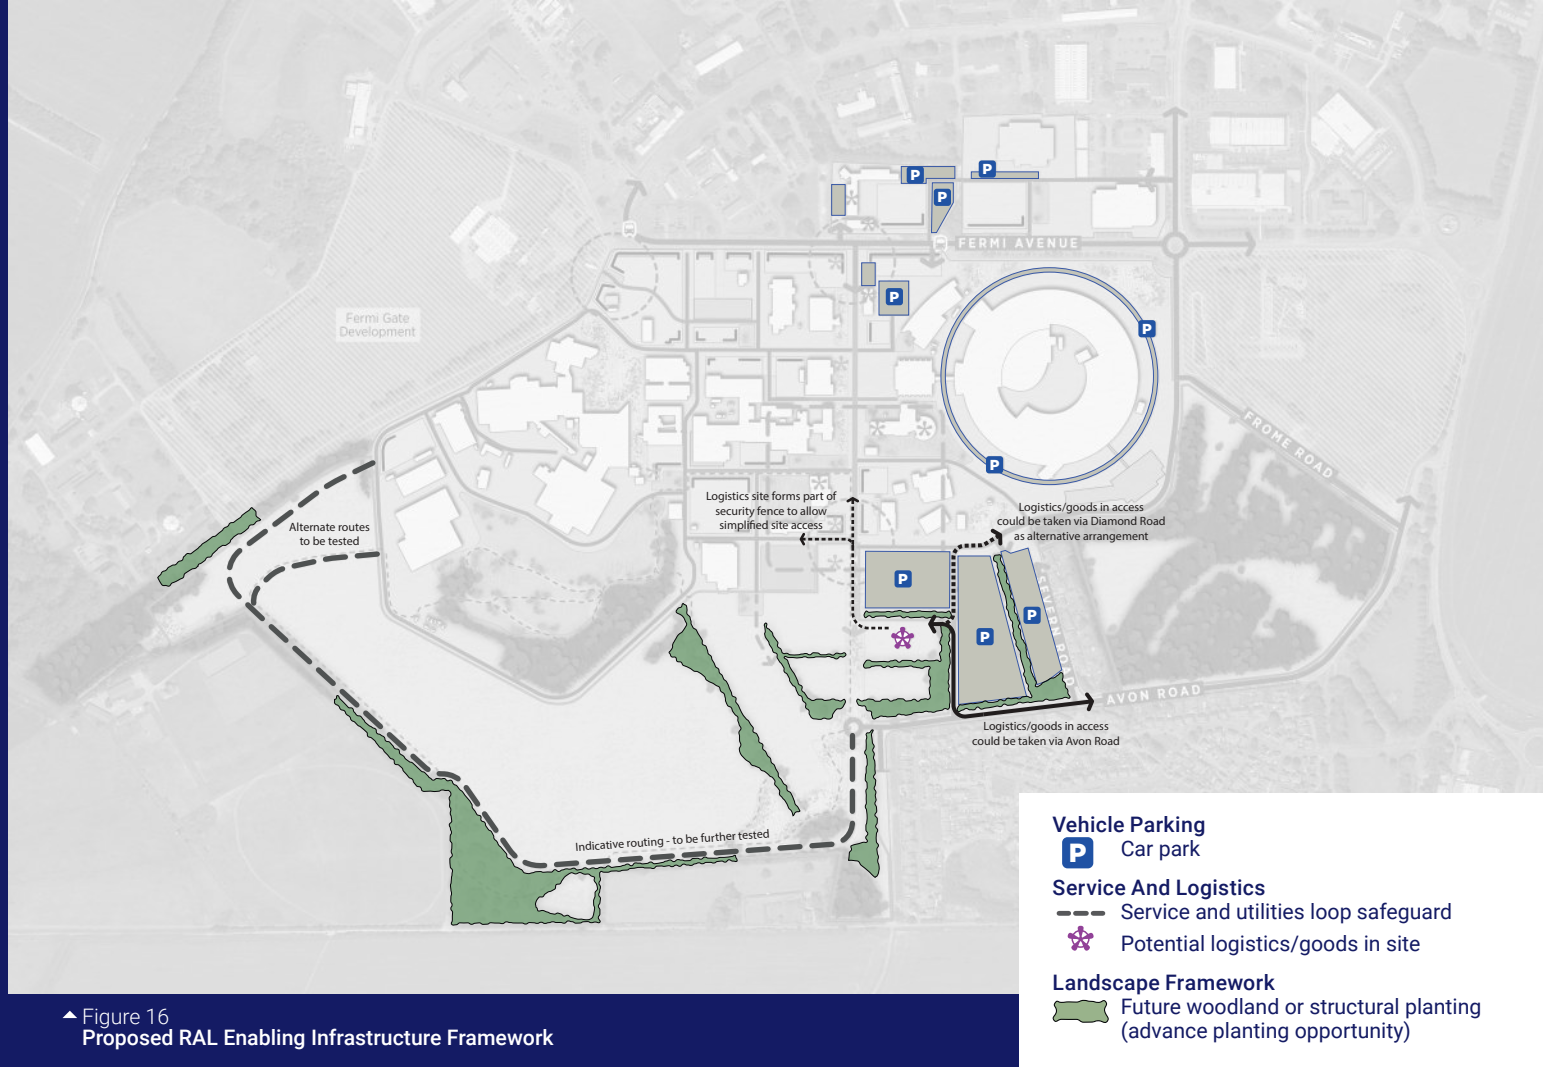 P
P
P
FERMI AVENUE
P
Fermi Gate
Development
P
FROME ROAD
P
Logistics site forms part of
security fence to allow
simplified site access
Logistics/goods in access
could be taken via Diamond Road
as alternative arrangement
Alternate routes
to be tested
P
P
P
SEVERN ROAD
AVON ROAD
Logistics/goods in access
could be taken via Avon Road
Indicative routing - to be further tested
Vehicle Parking
P Car park
Service And Logistics
Service and utilities loop safeguard
Potential logistics/goods in site
Landscape Framework
Future woodland or structural planting
(advance planting opportunity)
Figure 16
Proposed RAL Enabling Infrastructure Framework